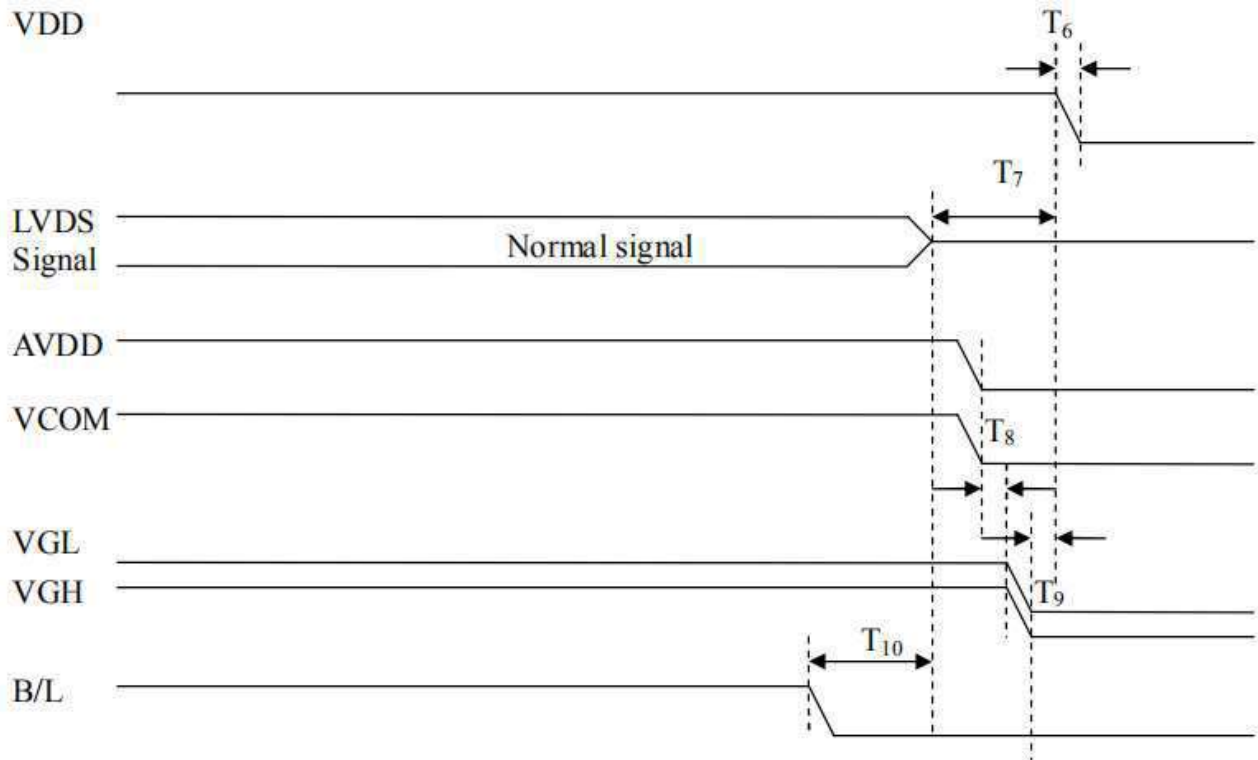 VDD
T₆
T₇
LVDS
Signal
Normal signal
AVDD
VCOM
T₈
VGL
VGH
T₉
T₁₀
B/L